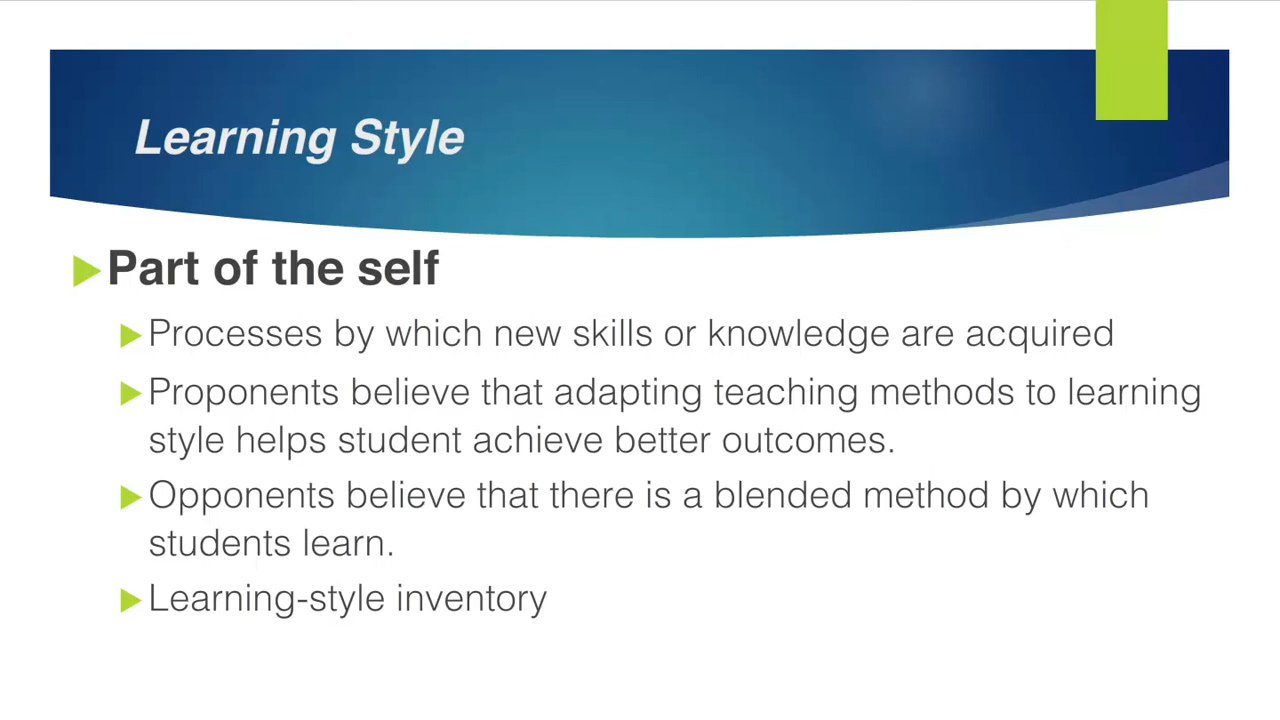 Learning Style
Part of the self
Processes by which new skills or knowledge are acquired
Proponents believe that adapting teaching methods to learning
style helps student achieve better outcomes.
Opponents believe that there is a blended method by which
students learn.
Learning-style inventory